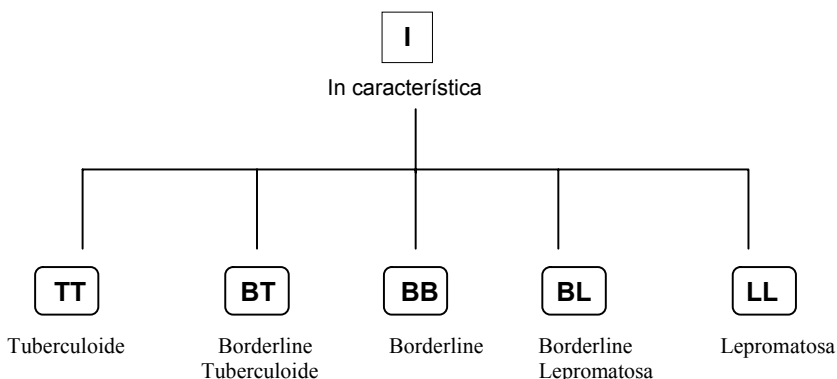 I
In característica
TT BT BB BL LL
Tuberculoide Borderline Borderline Borderline Lepromatosa
Tuberculoide Lepromatosa